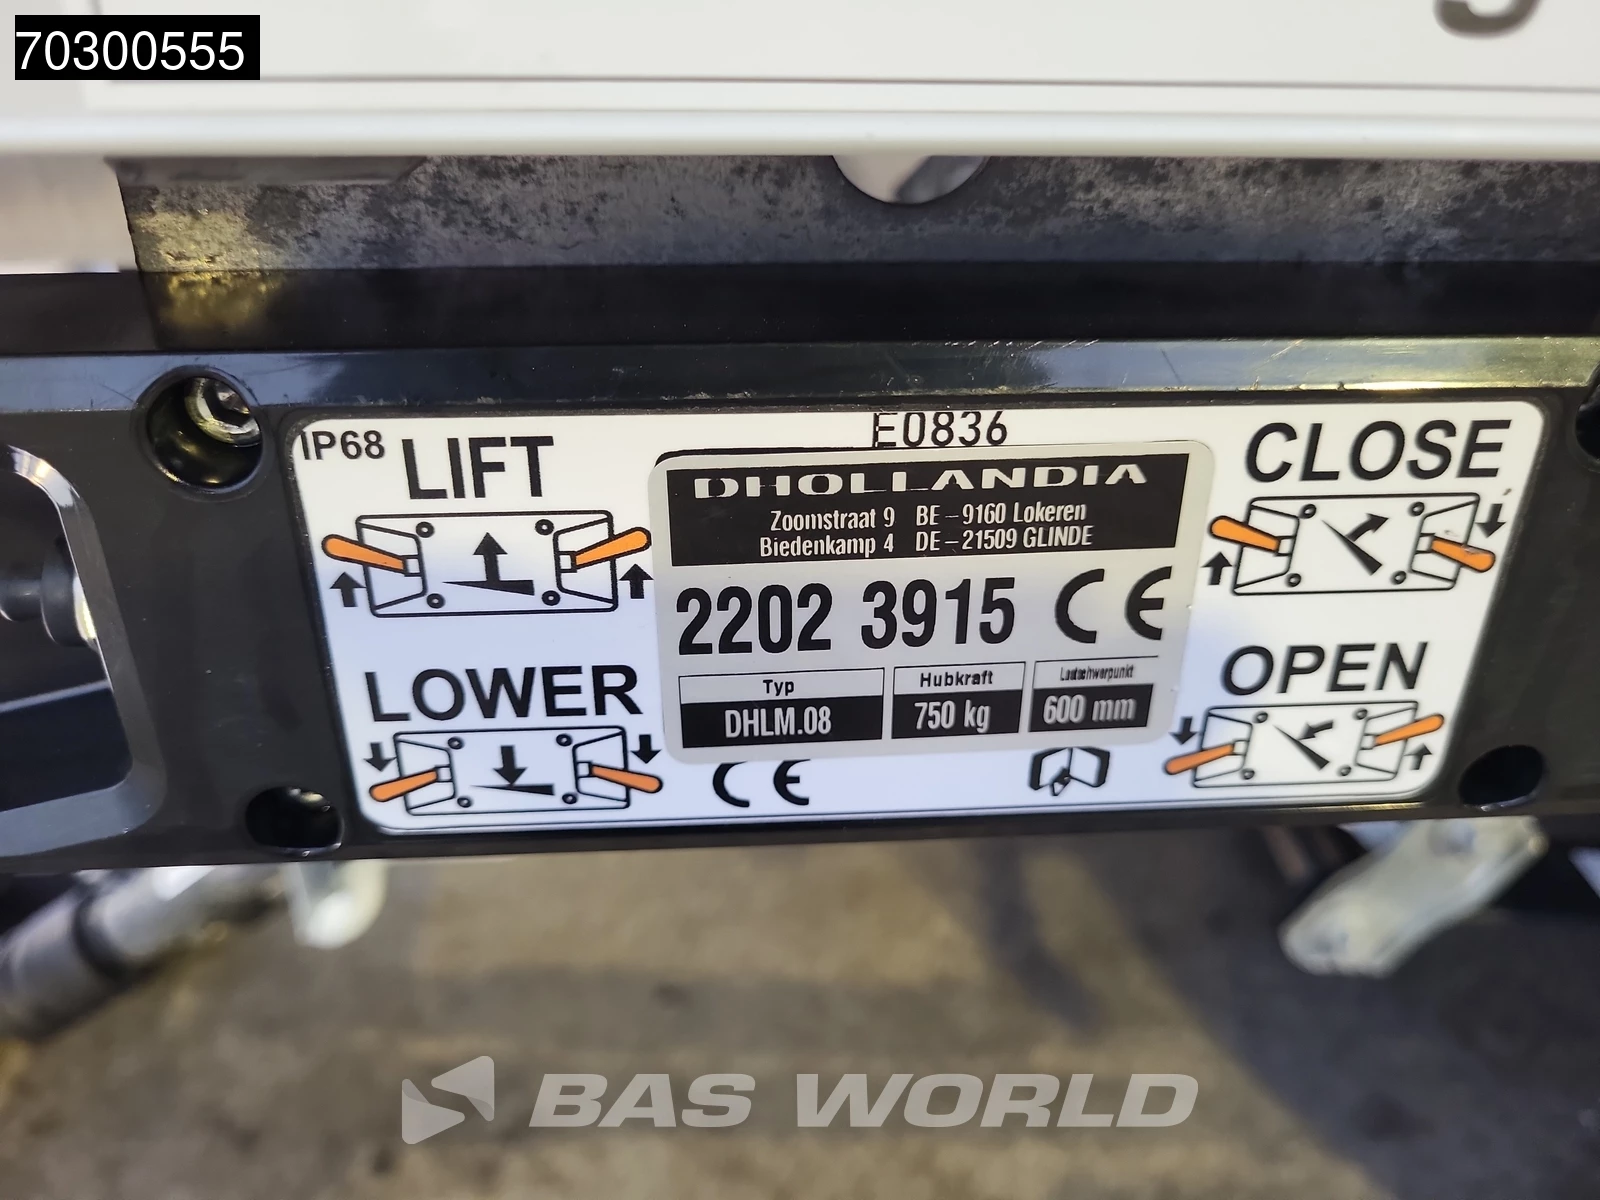 70300555
IP68
LIFT
E0836
CLOSE
DHOLLANDIA
Zoomstraat 9 BE-9160 Lokeren
Biedenkamp 4 DE-21509 GLINDE
2202 3915 CE
LOWER
OPEN
Typ
Hubkraft
Lastschwerpunkt
DHLM.08
750 kg
600 mm
CE
BAS WORLD